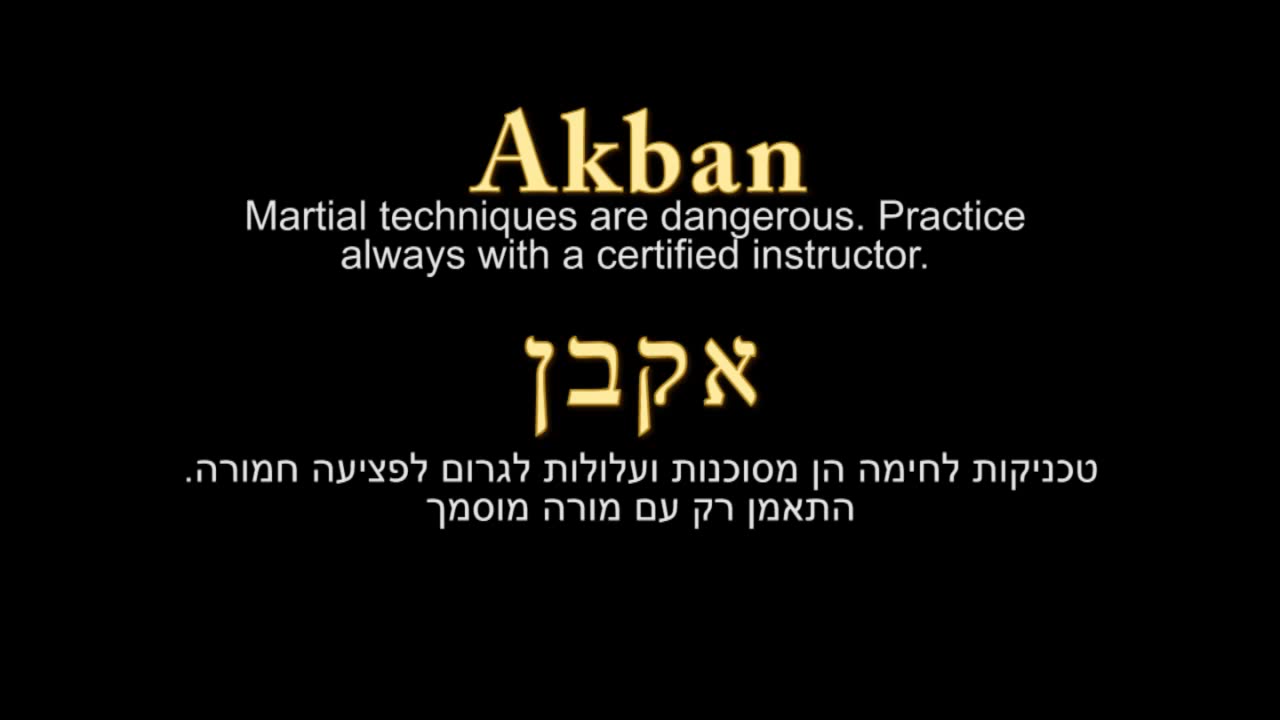 Akban
Martial techniques are dangerous. Practice
always with a certified instructor.
אקבן
טכניקות לחימה הן מסוכנות ועלולות לגרום לפציעה חמורה.
התאמן רק עם מורה מוסמך